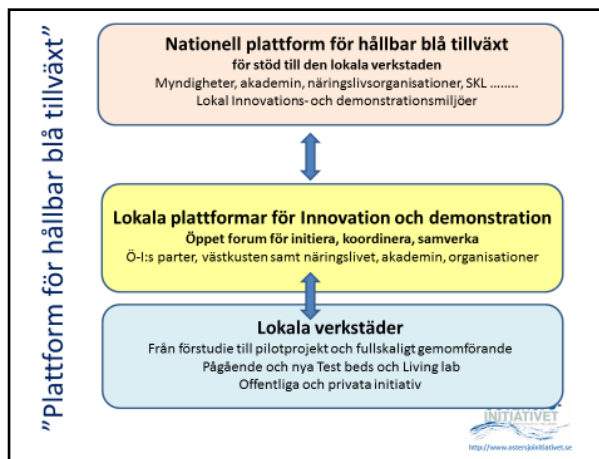 "Plattform för hållbar blå tillväxt"
Nationell plattform för hållbar blå tillväxt
för stöd till den lokala verkstaden
Myndigheter, akademin, näringslivsorganisationer, SKL ........
Lokal Innovations- och demonstrationsmiljöer
Lokala plattformar för Innovation och demonstration
Öppet forum för initiera, koordinera, samverka
Ö-I:s parter, västkusten samt näringslivet, akademin, organisationer
Lokala verkstäder
Från förstudie till pilotprojekt och fullskaligt gemomförande
Pågående och nya Test beds och Living lab
Offentliga och privata initiativ
INITIATIVET
http://www.ostersjoinitiativet.se